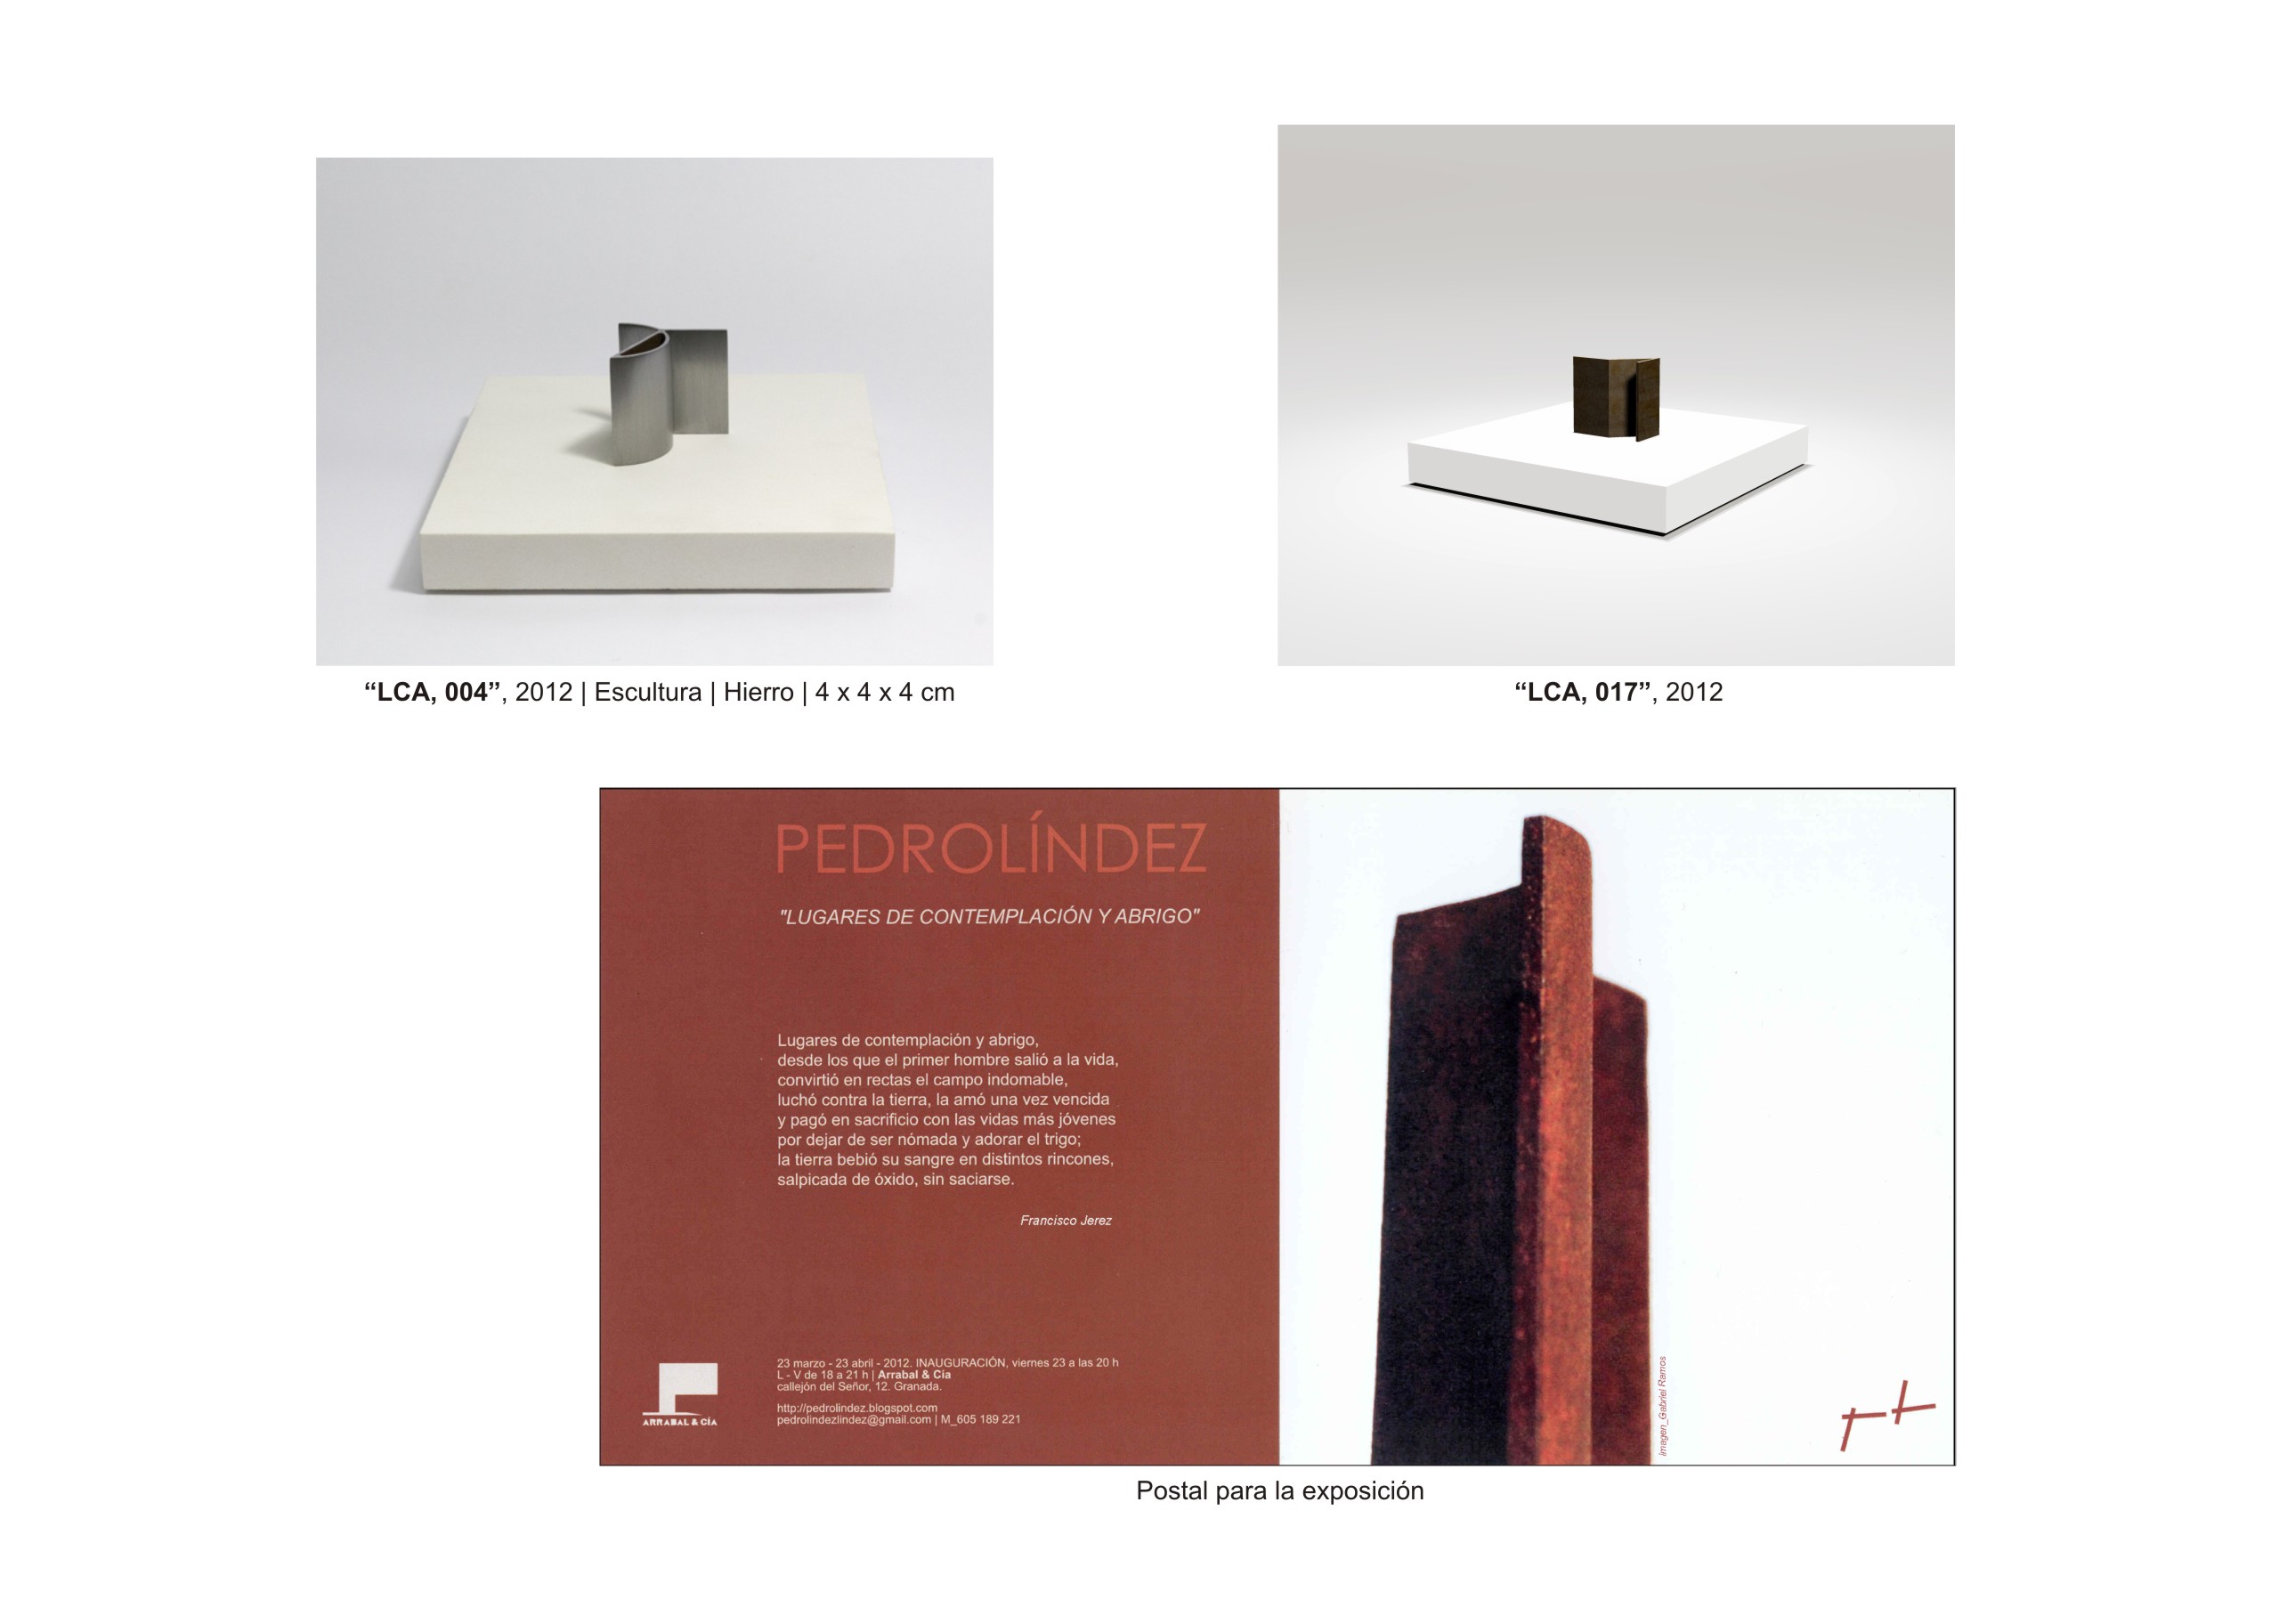 “LCA, 004”, 2012 | Escultura | Hierro | 4 x 4 x 4 cm
“LCA, 017”, 2012
PEDROLÍNDEZ
"LUGARES DE CONTEMPLACIÓN Y ABRIGO"
Lugares de contemplación y abrigo,
desde los que el primer hombre salió a la vida,
convirtió en rectas el campo indomable,
luchó contra la tierra, la amó una vez vencida
y pagó en sacrificio con las vidas más jóvenes
por dejar de ser nómada y adorar el trigo;
la tierra bebió su sangre en distintos rincones,
salpicada de óxido, sin saciarse.
Francisco Jerez
23 marzo - 23 abril - 2012. INAUGURACIÓN, viernes 23 a las 20 h
L - V de 18 a 21 h | Arrabal & Cía
callejón del Señor, 12. Granada.
http://pedrolindez.blogspot.com
pedrolindezlindez@gmail.com | M_605 189 221
ARRABAL & CÍA
Imagen_Gabriel Ramos
Postal para la exposición